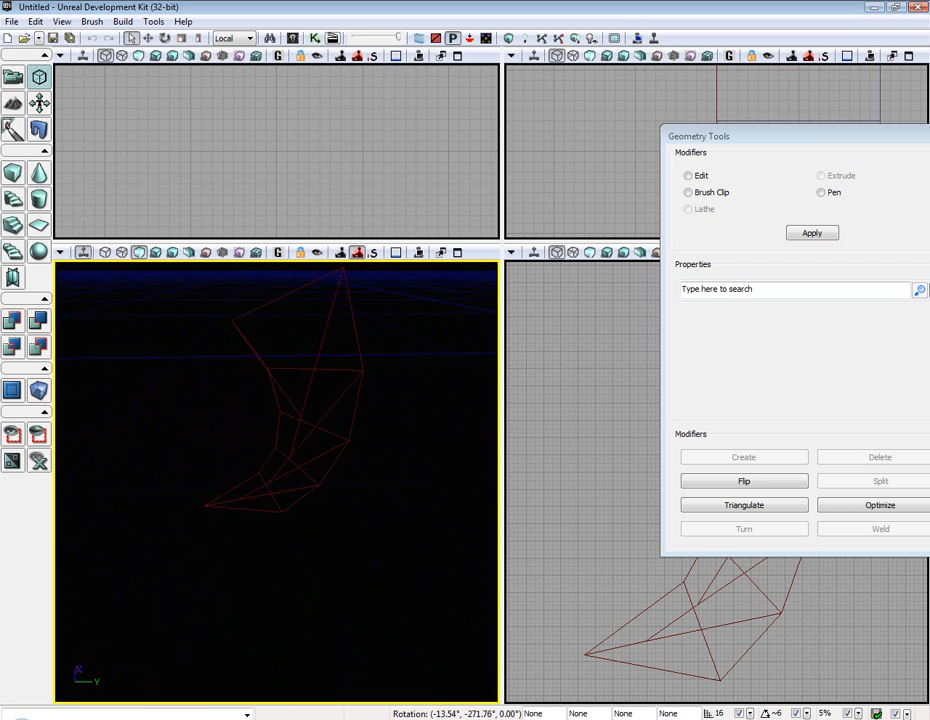 Untitled - Unreal Development Kit (32-bit)
File Edit View Brush Build Tools Help
Local
G S G S
Geometry Tools
Modifiers
Edit Extrude
Brush Clip Pen
Lathe
Apply
G S
Properties
Type here to search
Modifiers
Create Delete
Flip Split
Triangulate Optimize
Turn Weld
X
Y
Rotation: (-13.54°, -271.76°, 0.00°) None None None None 16 ~6 5%